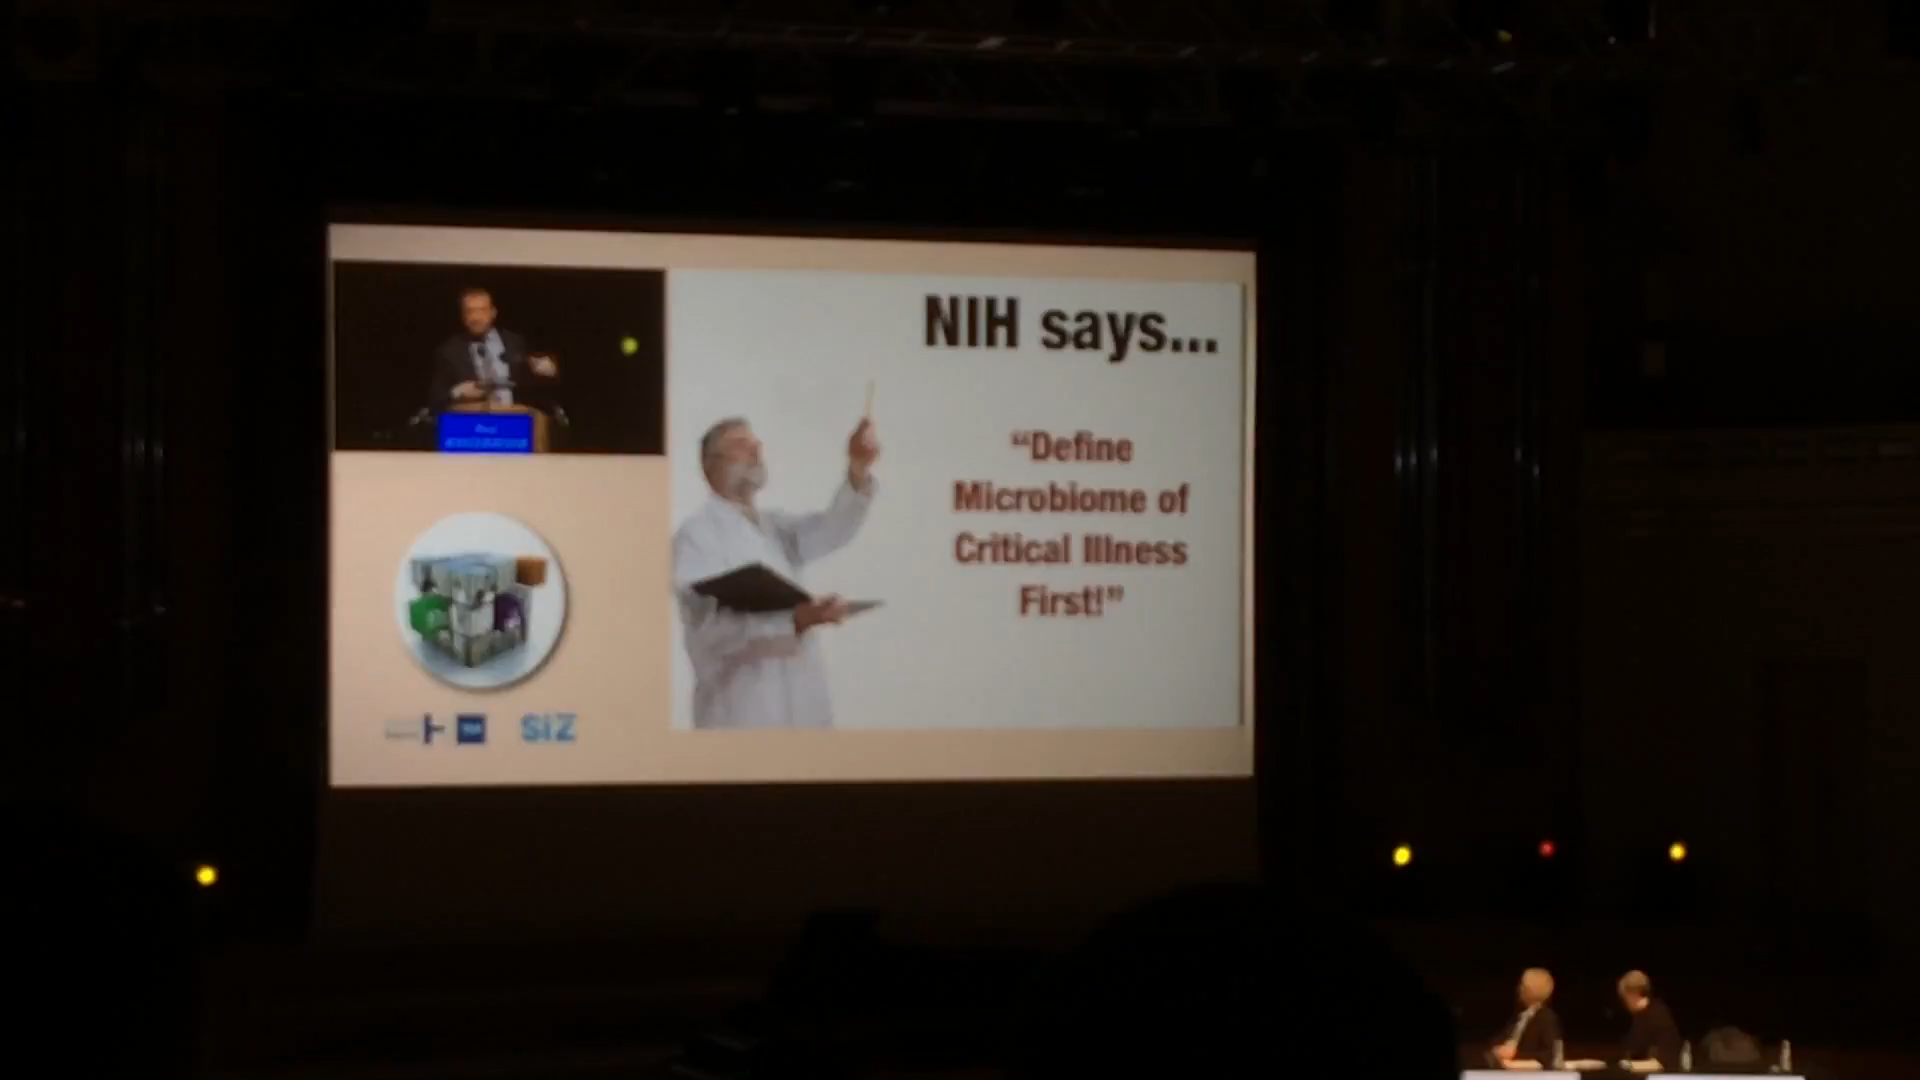 NIH says...
“Define
Microbiome of
Critical Illness
First!”
SIZ